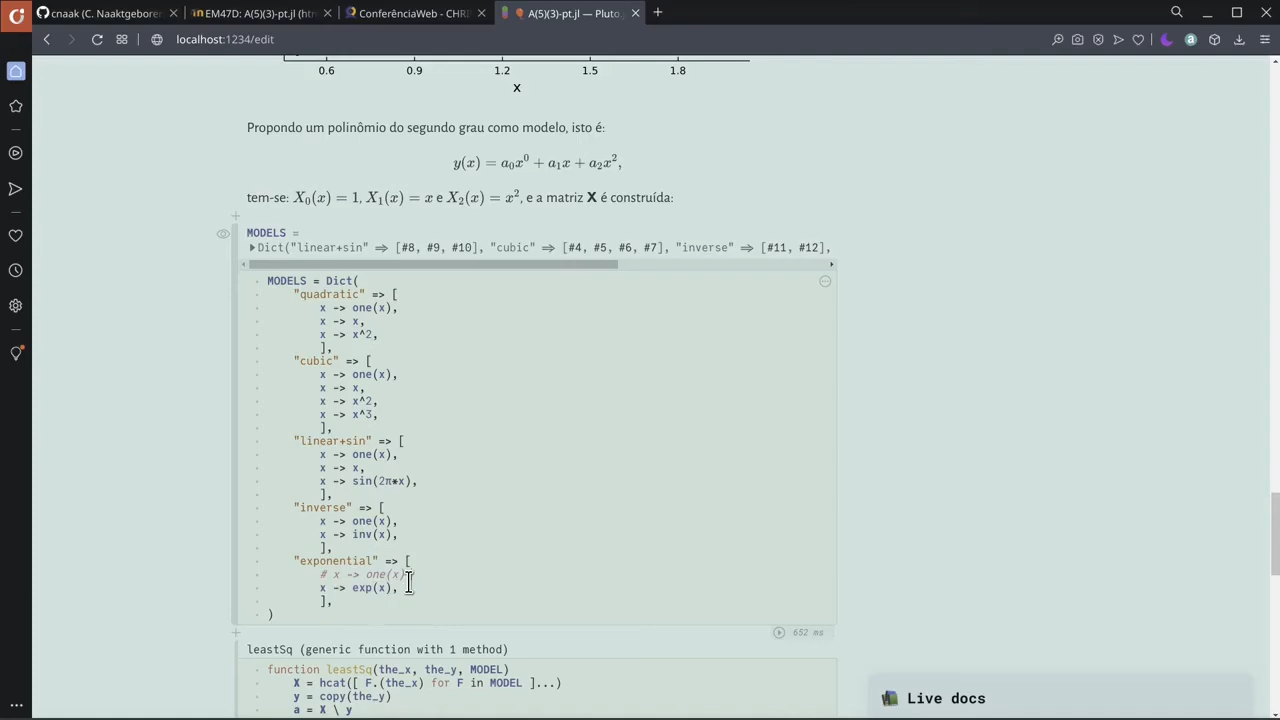 cnaak (C. Naaktgeboren
EM47D: A(5)(3)-pt.jl (htm
ConferênciaWeb - CHRI
A(5)(3)-pt.jl — Pluto.
localhost:1234/edit
0.6 0.9 1.2 1.5 1.8
x
Propondo um polinômio do segundo grau como modelo, isto é:
y(x) = a₀x⁰ + a₁x + a₂x²,
tem-se: X₀(x) = 1, X₁(x) = x e X₂(x) = x², e a matriz X é construída:
MODELS =
Dict("linear+sin" ⇒ [#8, #9, #10], "cubic" ⇒ [#4, #5, #6, #7], "inverse" ⇒ [#11, #12],
MODELS = Dict(
"quadratic" => [
x -> one(x),
x -> x,
x -> x^2,
],
"cubic" => [
x -> one(x),
x -> x,
x -> x^2,
x -> x^3,
],
"linear+sin" => [
x -> one(x),
x -> x,
x -> sin(2π*x),
],
"inverse" => [
x -> one(x),
x -> inv(x),
],
"exponential" => [
# x -> one(x)
x -> exp(x),
],
)
652 ms
leastSq (generic function with 1 method)
function leastSq(the_x, the_y, MODEL)
X = hcat([ F.(the_x) for F in MODEL ]...)
y = copy(the_y)
a = X \ y
Live docs